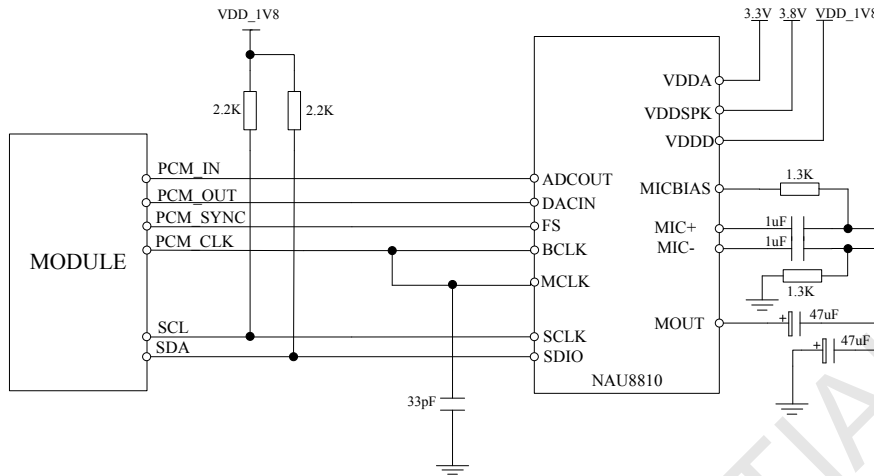 VDD_1V8
3.3V 3.8V VDD_1V8
2.2K 2.2K
VDDA
VDDSPK
VDDD
PCM_IN ADCOUT
PCM_OUT DACIN
PCM_SYNC FS
PCM_CLK BCLK
MCLK
MODULE
MICBIAS 1.3K
MIC+ 1uF
MIC- 1uF
1.3K
SCL SCLK
SDA SDIO
MOUT + 47uF
+ 47uF
NAU8810
33pF